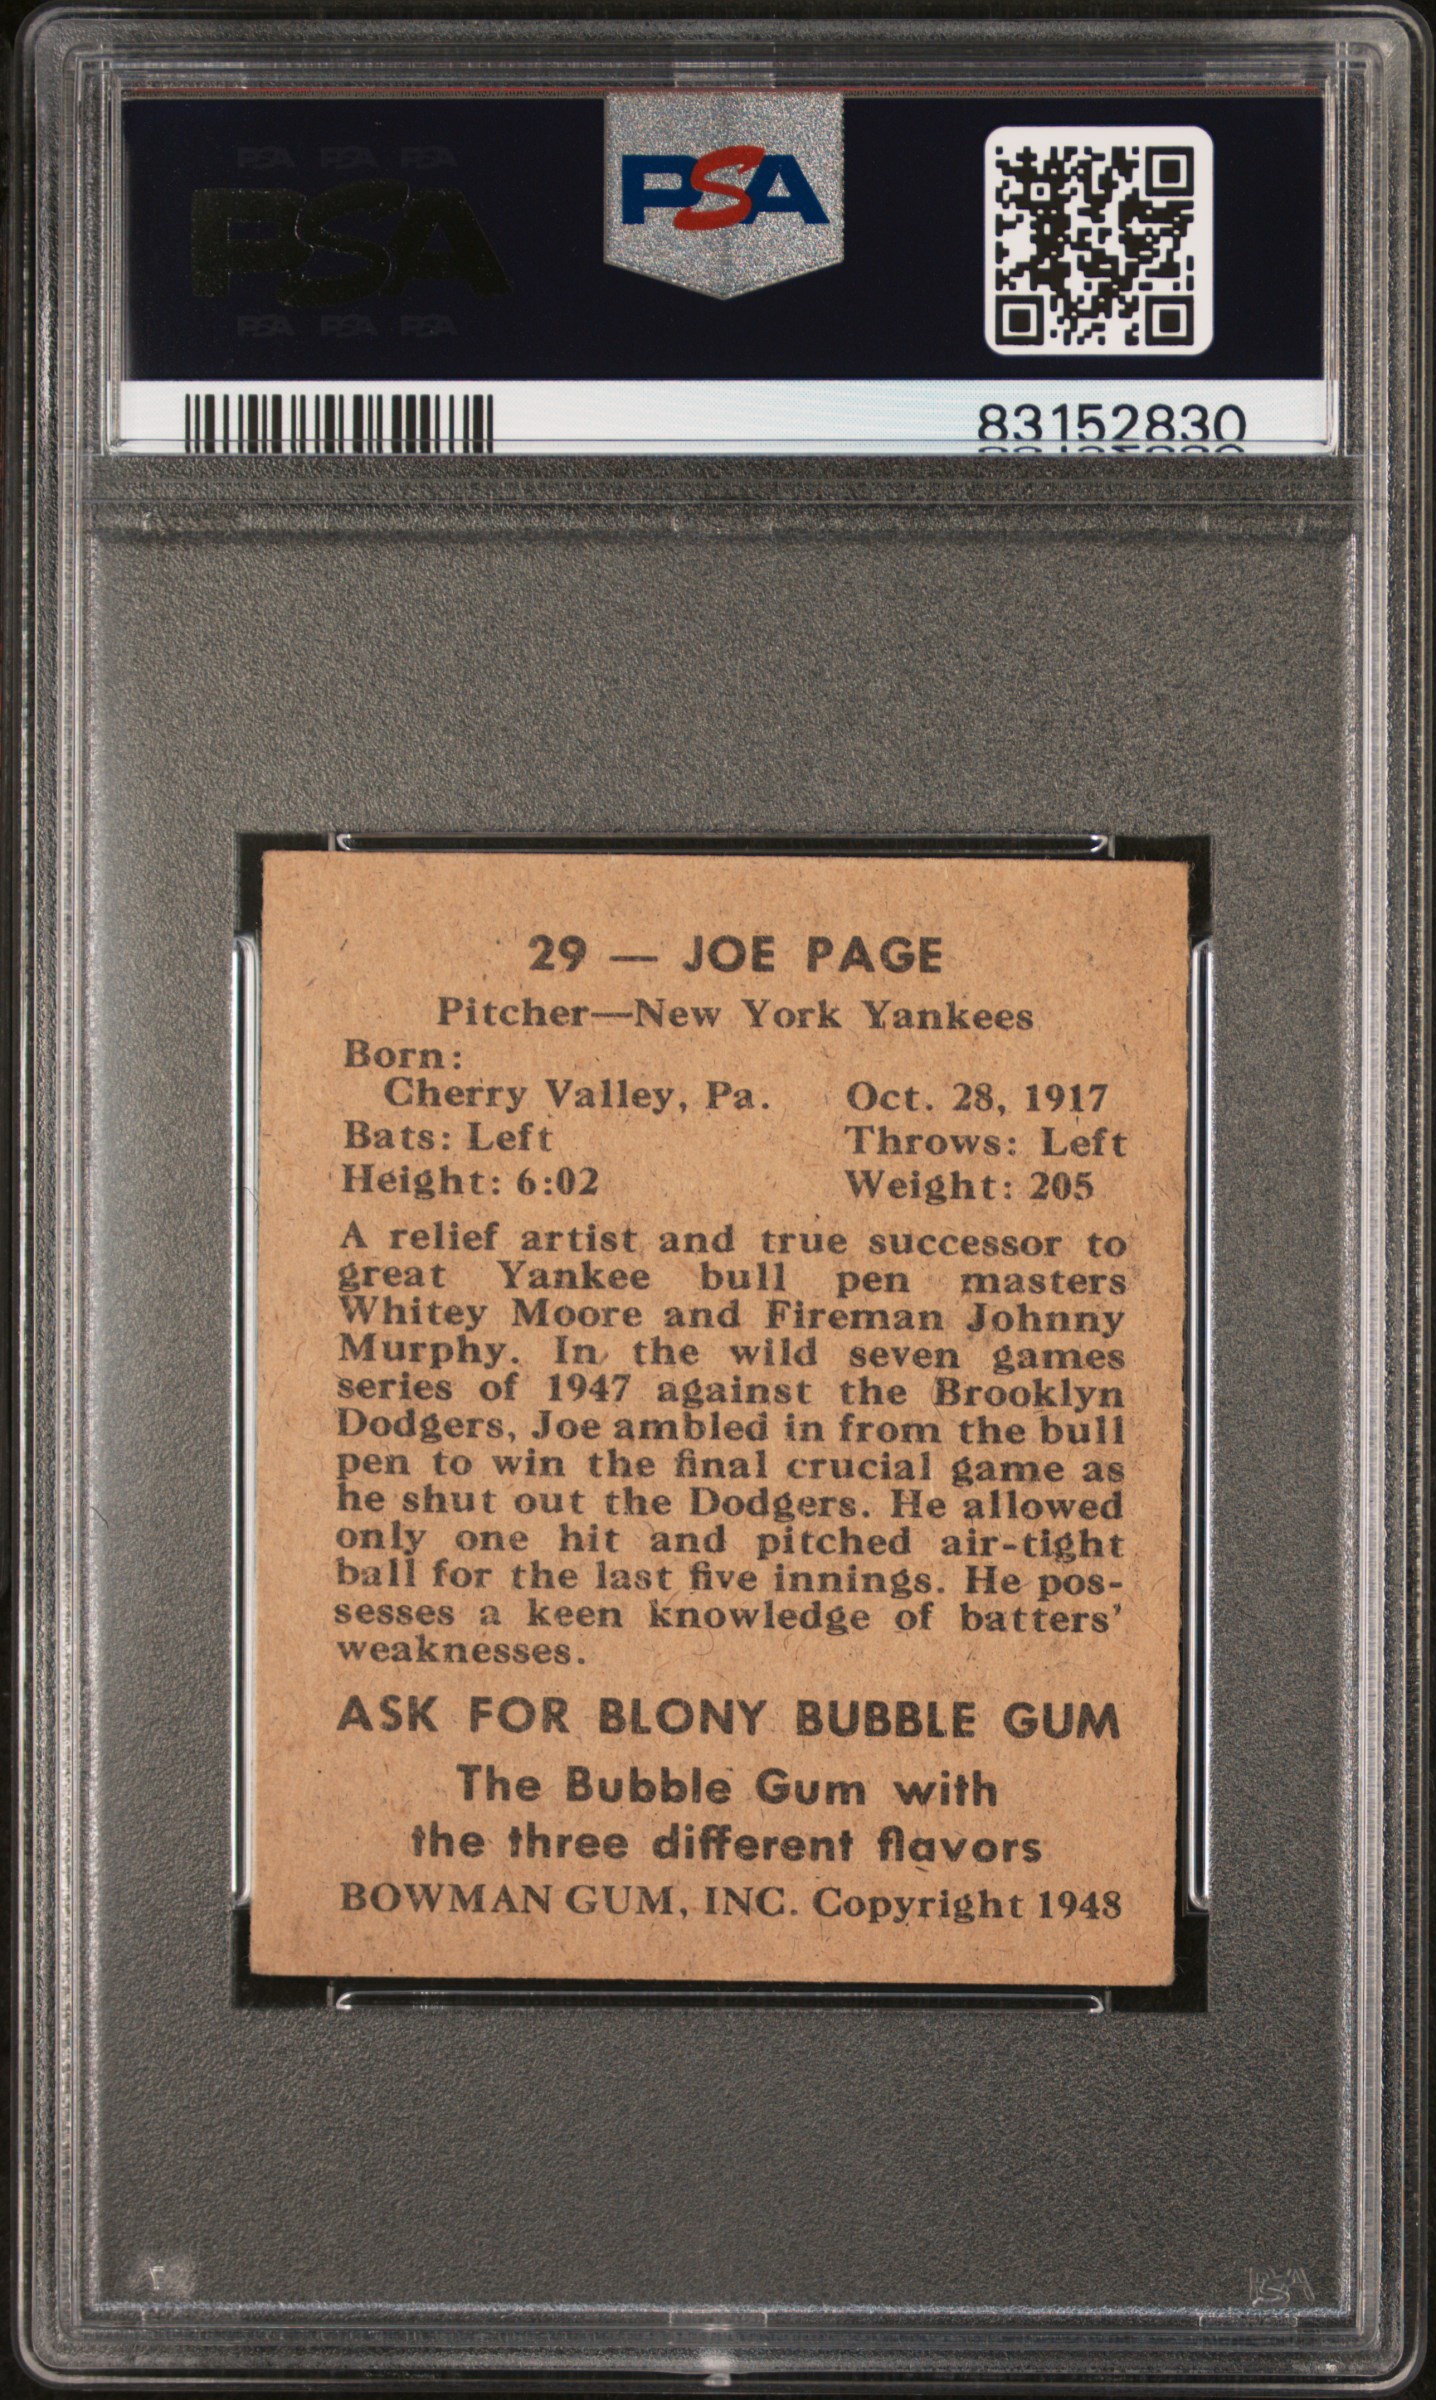 PSA PSA PSA
PSA
PSA PSA PSA
PSA
83152830
29 — JOE PAGE
Pitcher—New York Yankees
Born:
Cherry Valley, Pa. Oct. 28, 1917
Bats: Left Throws: Left
Height: 6:02 Weight: 205
A relief artist and true successor to
great Yankee bull pen masters
Whitey Moore and Fireman Johnny
Murphy. In the wild seven games
series of 1947 against the Brooklyn
Dodgers, Joe ambled in from the bull
pen to win the final crucial game as
he shut out the Dodgers. He allowed
only one hit and pitched air-tight
ball for the last five innings. He pos-
sesses a keen knowledge of batters'
weaknesses.
ASK FOR BLONY BUBBLE GUM
The Bubble Gum with
the three different flavors
BOWMAN GUM, INC. Copyright 1948
PSA